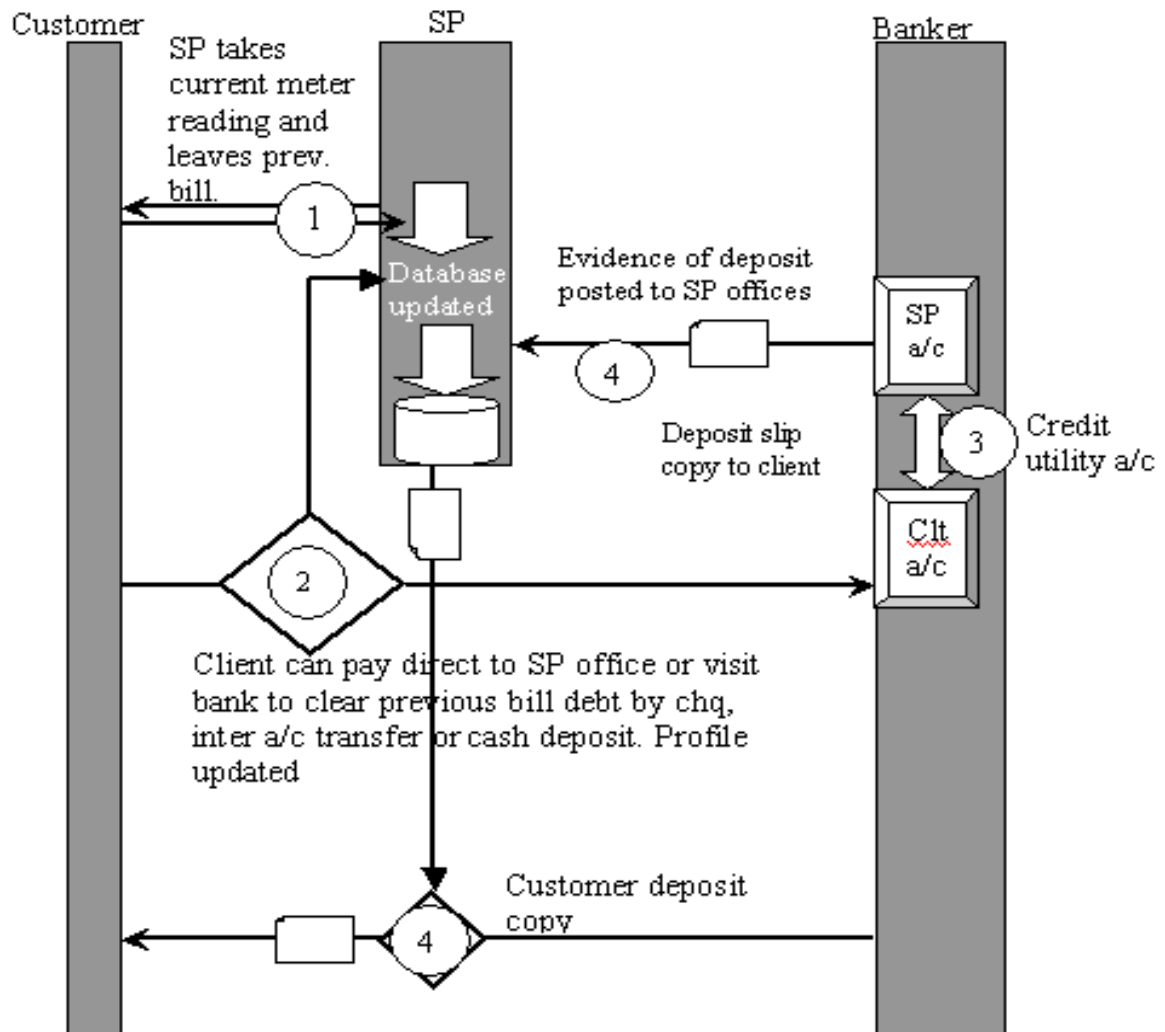 Customer
SP
Banker
SP takes
current meter
reading and
leaves prev.
bill.
1
Database
updated
Evidence of deposit
posted to SP offices
SP
a/c
4
Deposit slip
copy to client
3
Credit
utility a/c
Clt
a/c
2
Client can pay direct to SP office or visit
bank to clear previous bill debt by chq,
inter a/c transfer or cash deposit. Profile
updated
Customer deposit
copy
4